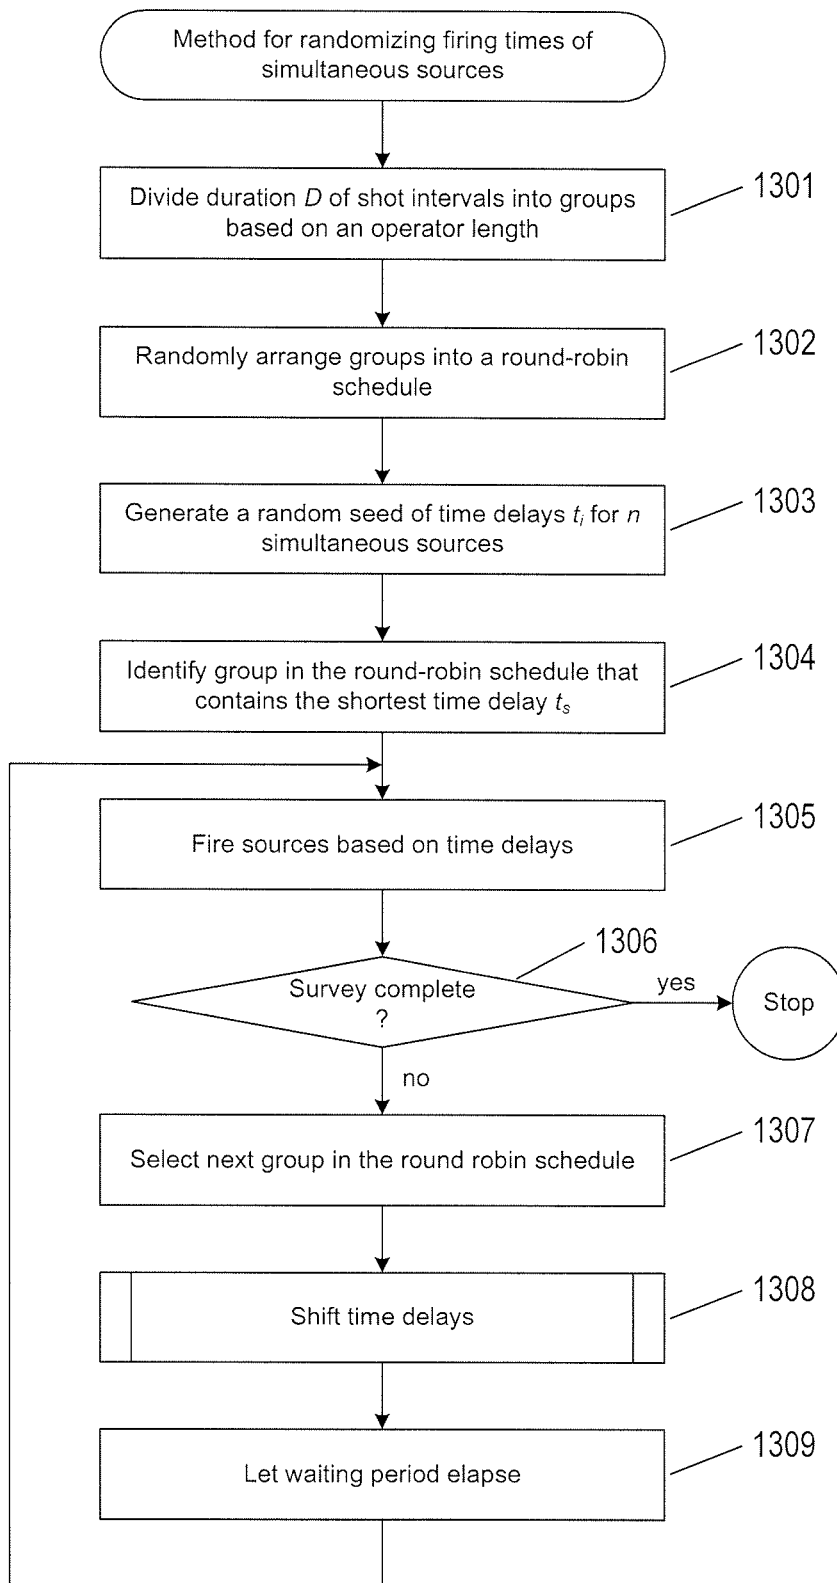 Method for randomizing firing times of
simultaneous sources
1301
Divide duration D of shot intervals into groups
based on an operator length
1302
Randomly arrange groups into a round-robin
schedule
1303
Generate a random seed of time delays ti for n
simultaneous sources
1304
Identify group in the round-robin schedule that
contains the shortest time delay ts
1305
Fire sources based on time delays
1306
Survey complete
?
yes
Stop
no
1307
Select next group in the round robin schedule
1308
Shift time delays
1309
Let waiting period elapse